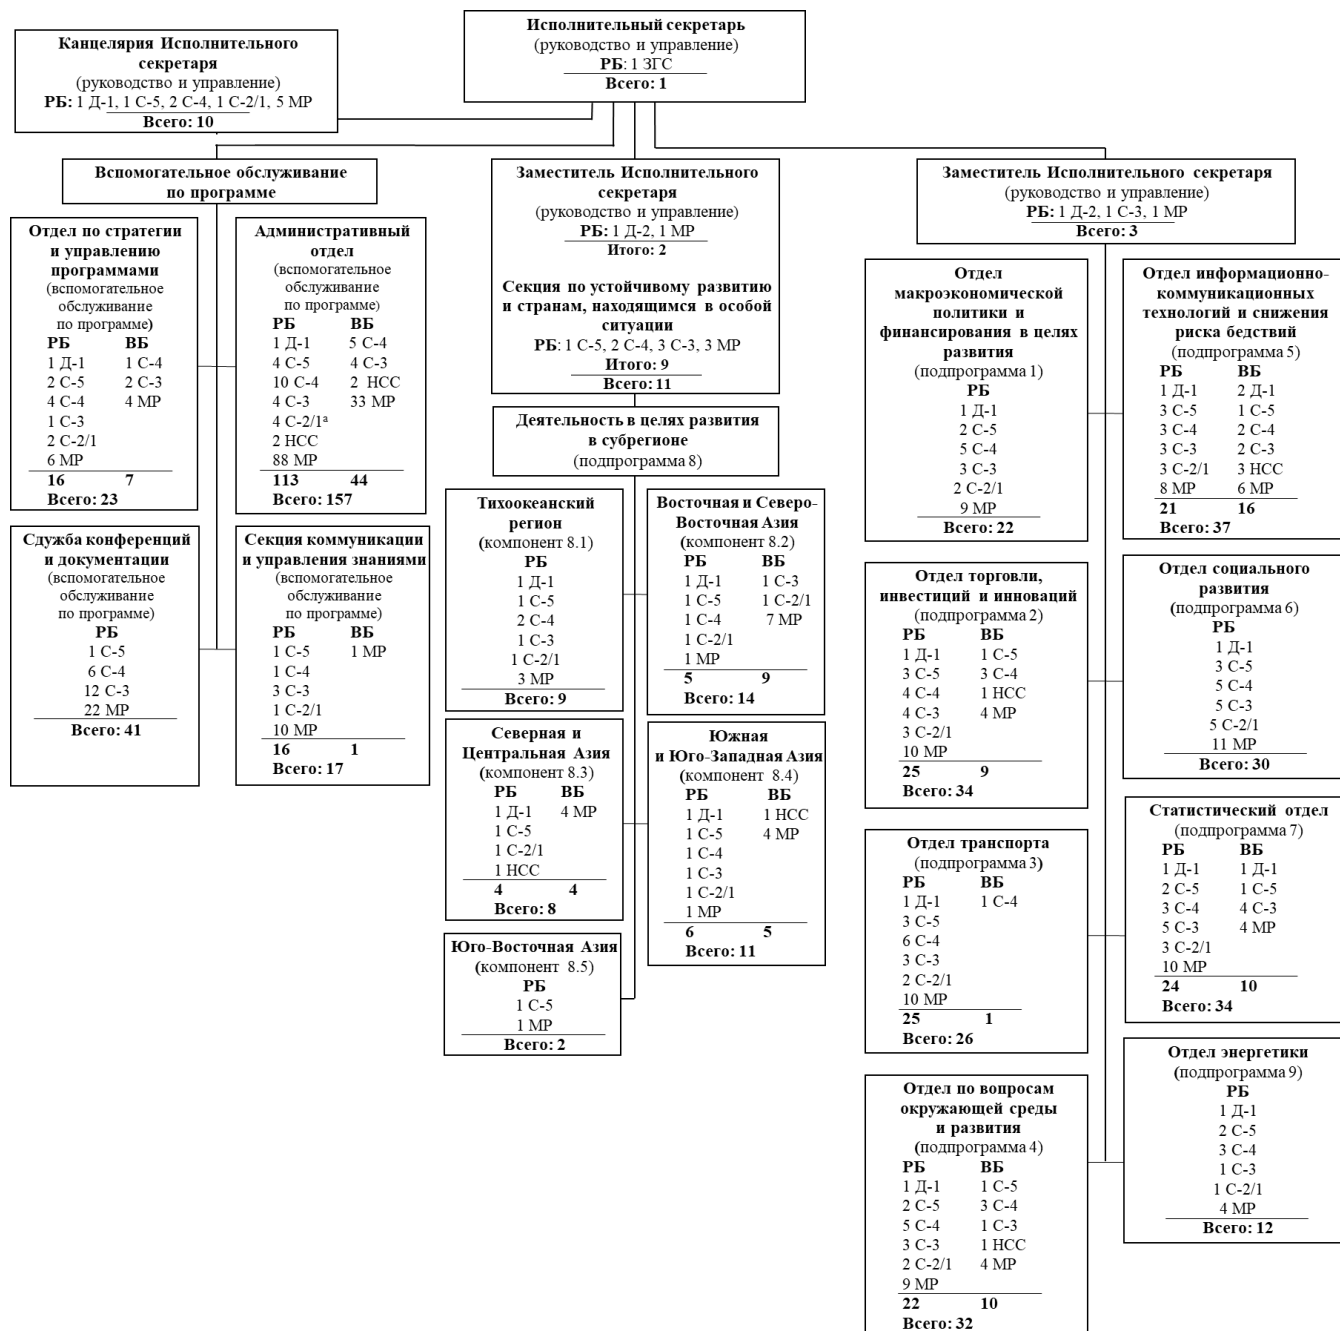 Исполнительный секретарь
(руководство и управление)
РБ: 1 ЗГС
Всего: 1
Канцелярия Исполнительного
секретаря
(руководство и управление)
РБ: 1 Д-1, 1 С-5, 2 С-4, 1 С-2/1, 5 МР
Всего: 10
Вспомогательное обслуживание
по программе
Отдел по стратегии
и управлению
программами
(вспомогательное
обслуживание
по программе)
РБ ВБ
1 Д-1 1 С-4
2 С-5 2 С-3
4 С-4 4 МР
1 С-3
2 С-2/1
6 МР
16 7
Всего: 23
Административный
отдел
(вспомогательное
обслуживание
по программе)
РБ ВБ
1 Д-1 5 С-4
4 С-5 4 С-3
10 С-4 2 НСС
4 С-3 33 МР
4 С-2/1ᵃ
2 НСС
88 МР
113 44
Всего: 157
Сдужба конференций
и документации
(вспомогательное
обслуживание
по программе)
РБ
1 С-5
6 С-4
12 С-3
22 МР
Всего: 41
Секция коммуникации
и управления знаниями
(вспомогательное
обслуживание
по программе)
РБ ВБ
1 С-5 1 МР
1 С-4
3 С-3
1 С-2/1
10 МР
16 1
Всего: 17
Заместитель Исполнительного
секретаря
(руководство и управление)
РБ: 1 Д-2, 1 МР
Итого: 2
Секция по устойчивому развитию
и странам, находящимся в особой
ситуации
РБ: 1 С-5, 2 С-4, 3 С-3, 3 МР
Итого: 9
Всего: 11
Деятельность в целях развития
в субрегионе
(подпрограмма 8)
Тихоокеанский
регион
(компонент 8.1)
РБ
1 Д-1
1 С-5
2 С-4
1 С-3
1 С-2/1
3 МР
Всего: 9
Восточная и Северо-
Восточная Азия
(компонент 8.2)
РБ ВБ
1 Д-1 1 С-3
1 С-5 1 С-2/1
1 С-4 7 МР
1 С-2/1
1 МР
5 9
Всего: 14
Северная и
Центральная Азия
(компонент 8.3)
РБ ВБ
1 Д-1 4 МР
1 С-5
1 С-2/1
1 НСС
4 4
Всего: 8
Южная
и Юго-Западная Азия
(компонент 8.4)
РБ ВБ
1 Д-1 1 НСС
1 С-5 4 МР
1 С-4
1 С-3
1 С-2/1
1 МР
6 5
Всего: 11
Юго-Восточная Азия
(компонент 8.5)
РБ
1 С-5
1 МР
Всего: 2
Заместитель Исполнительного секретаря
(руководство и управление)
РБ: 1 Д-2, 1 С-3, 1 МР
Всего: 3
Отдел
макроэкономической
политики и
финансирования в целях
развития
(подпрограмма 1)
РБ
1 Д-1
2 С-5
5 С-4
3 С-3
2 С-2/1
9 МР
Всего: 22
Отдел информационно-
коммуникационных
технологий и снижения
риска бедствий
(подпрограмма 5)
РБ ВБ
1 Д-1 2 Д-1
3 С-5 1 С-5
3 С-4 2 С-4
3 С-3 2 С-3
3 С-2/1 3 НСС
8 МР 6 МР
21 16
Всего: 37
Отдел торговли,
инвестиций и инноваций
(подпрограмма 2)
РБ ВБ
1 Д-1 1 С-5
3 С-5 3 С-4
4 С-4 1 НСС
4 С-3 4 МР
3 С-2/1
10 МР
25 9
Всего: 34
Отдел социального
развития
(подпрограмма 6)
РБ
1 Д-1
3 С-5
5 С-4
5 С-3
5 С-2/1
11 МР
Всего: 30
Отдел транспорта
(подпрограмма 3)
РБ ВБ
1 Д-1 1 С-4
3 С-5
6 С-4
3 С-3
2 С-2/1
10 МР
25 1
Всего: 26
Статистический отдел
(подпрограмма 7)
РБ ВБ
1 Д-1 1 Д-1
2 С-5 1 С-5
3 С-4 4 С-3
5 С-3 4 МР
3 С-2/1
10 МР
24 10
Всего: 34
Отдел по вопросам
окружающей среды
и развития
(подпрограмма 4)
РБ ВБ
1 Д-1 1 С-5
2 С-5 3 С-4
5 С-4 1 С-3
3 С-3 1 НСС
2 С-2/1 4 МР
9 МР
22 10
Всего: 32
Отдел энергетики
(подпрограмма 9)
РБ
1 Д-1
2 С-5
3 С-4
1 С-3
1 С-2/1
4 МР
Всего: 12